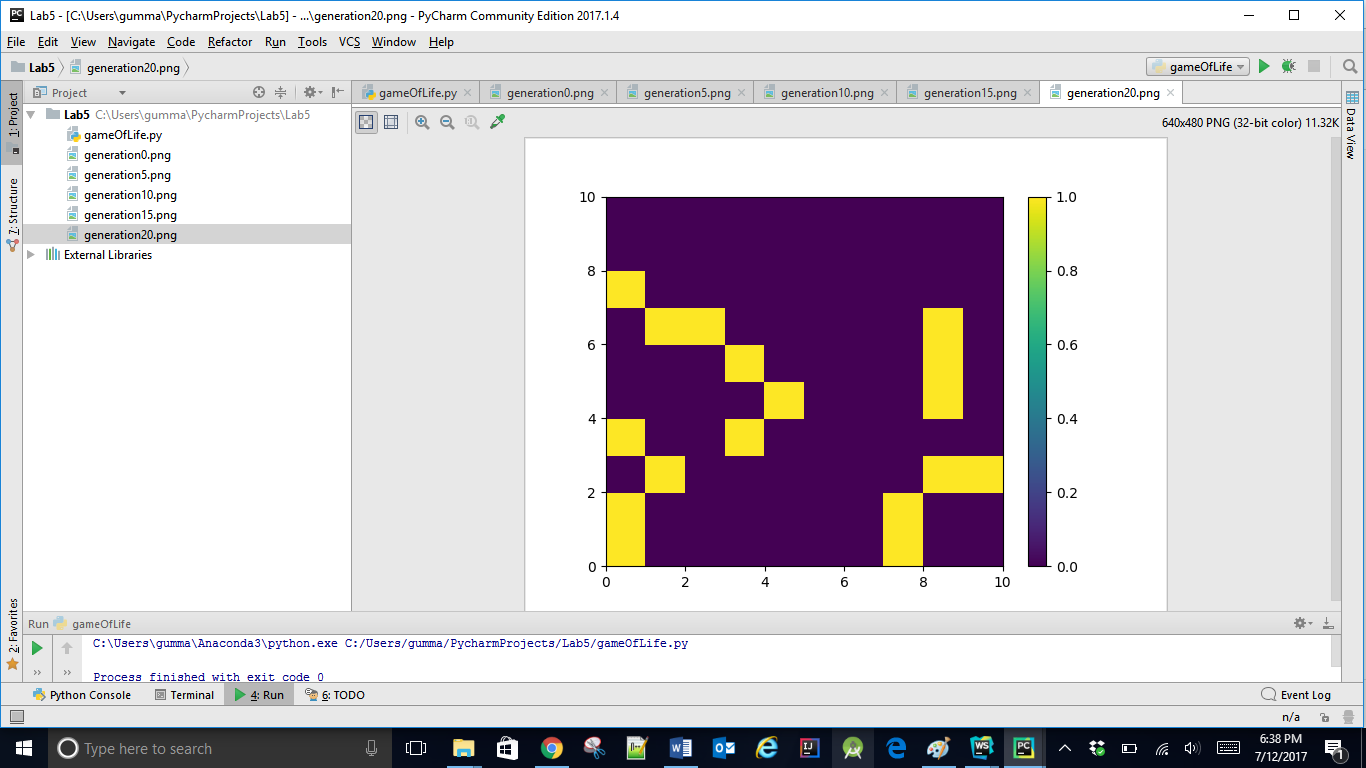 Lab5 - [C:\Users\gumma\PycharmProjects\Lab5] - ...\generation20.png - PyCharm Community Edition 2017.1.4
File Edit View Navigate Code Refactor Run Tools VCS Window Help
Lab5 generation20.png gameOfLife
Project gameOfLife.py generation0.png generation5.png generation10.png generation15.png generation20.png
1: Project
7: Structure
2: Favorites
Data View
Lab5 C:\Users\gumma\PycharmProjects\Lab5
gameOfLife.py
generation0.png
generation5.png
generation10.png
generation15.png
generation20.png
External Libraries
640x480 PNG (32-bit color) 11.32K
10
8
6
4
2
0
0 2 4 6 8 10
1.0
0.8
0.6
0.4
0.2
0.0
Run gameOfLife
C:\Users\gumma\Anaconda3\python.exe C:/Users/gumma/PycharmProjects/Lab5/gameOfLife.py
Process finished with exit code 0
Python Console Terminal 4: Run 6: TODO Event Log
n/a
Type here to search
6:38 PM
7/12/2017